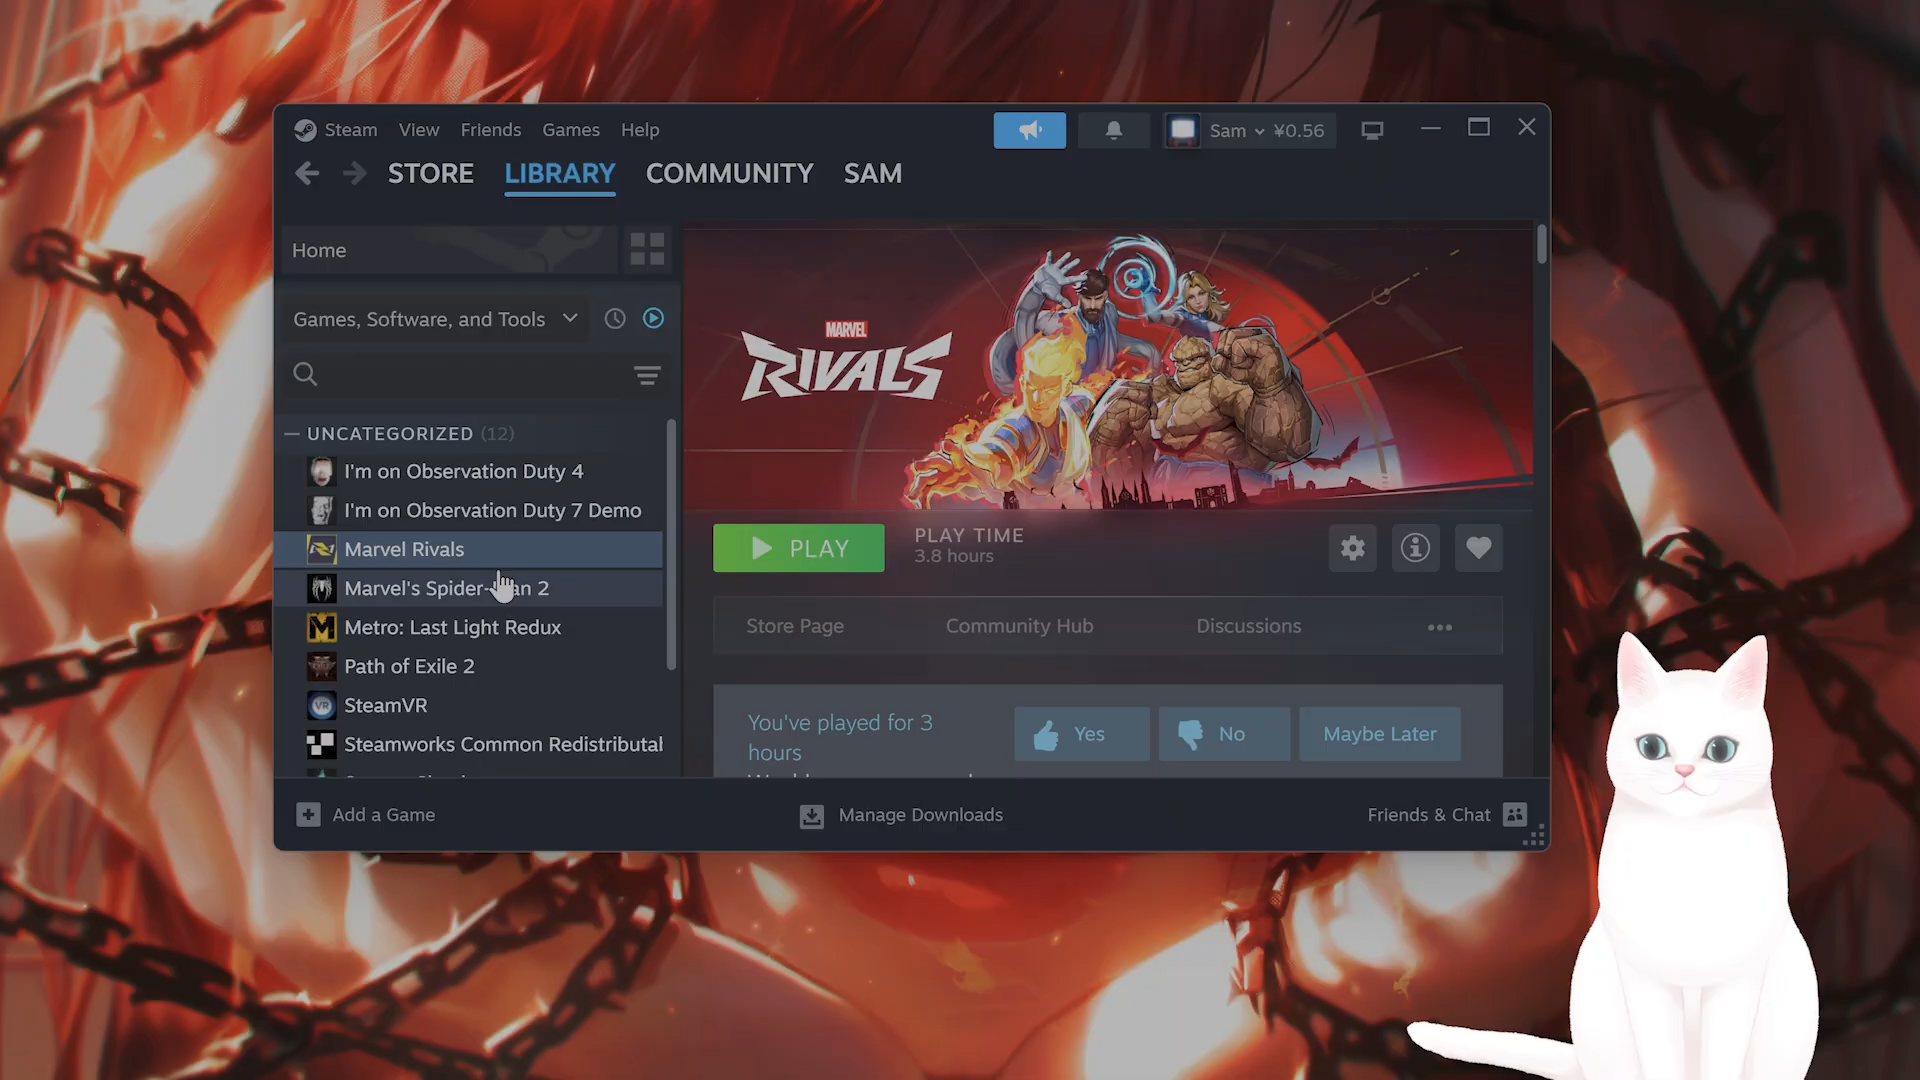 Steam View Friends Games Help
Sam ¥0.56
STORE LIBRARY COMMUNITY SAM
Home
Games, Software, and Tools
UNCATEGORIZED (12)
I'm on Observation Duty 4
I'm on Observation Duty 7 Demo
Marvel Rivals
Marvel's Spider- an 2
Metro: Last Light Redux
Path of Exile 2
VR
SteamVR
Steamworks Common Redistributal
MARVEL
RIVALS
PLAY
PLAY TIME
3.8 hours
Store Page Community Hub Discussions
You've played for 3
hours
Yes No Maybe Later
Add a Game Manage Downloads Friends & Chat